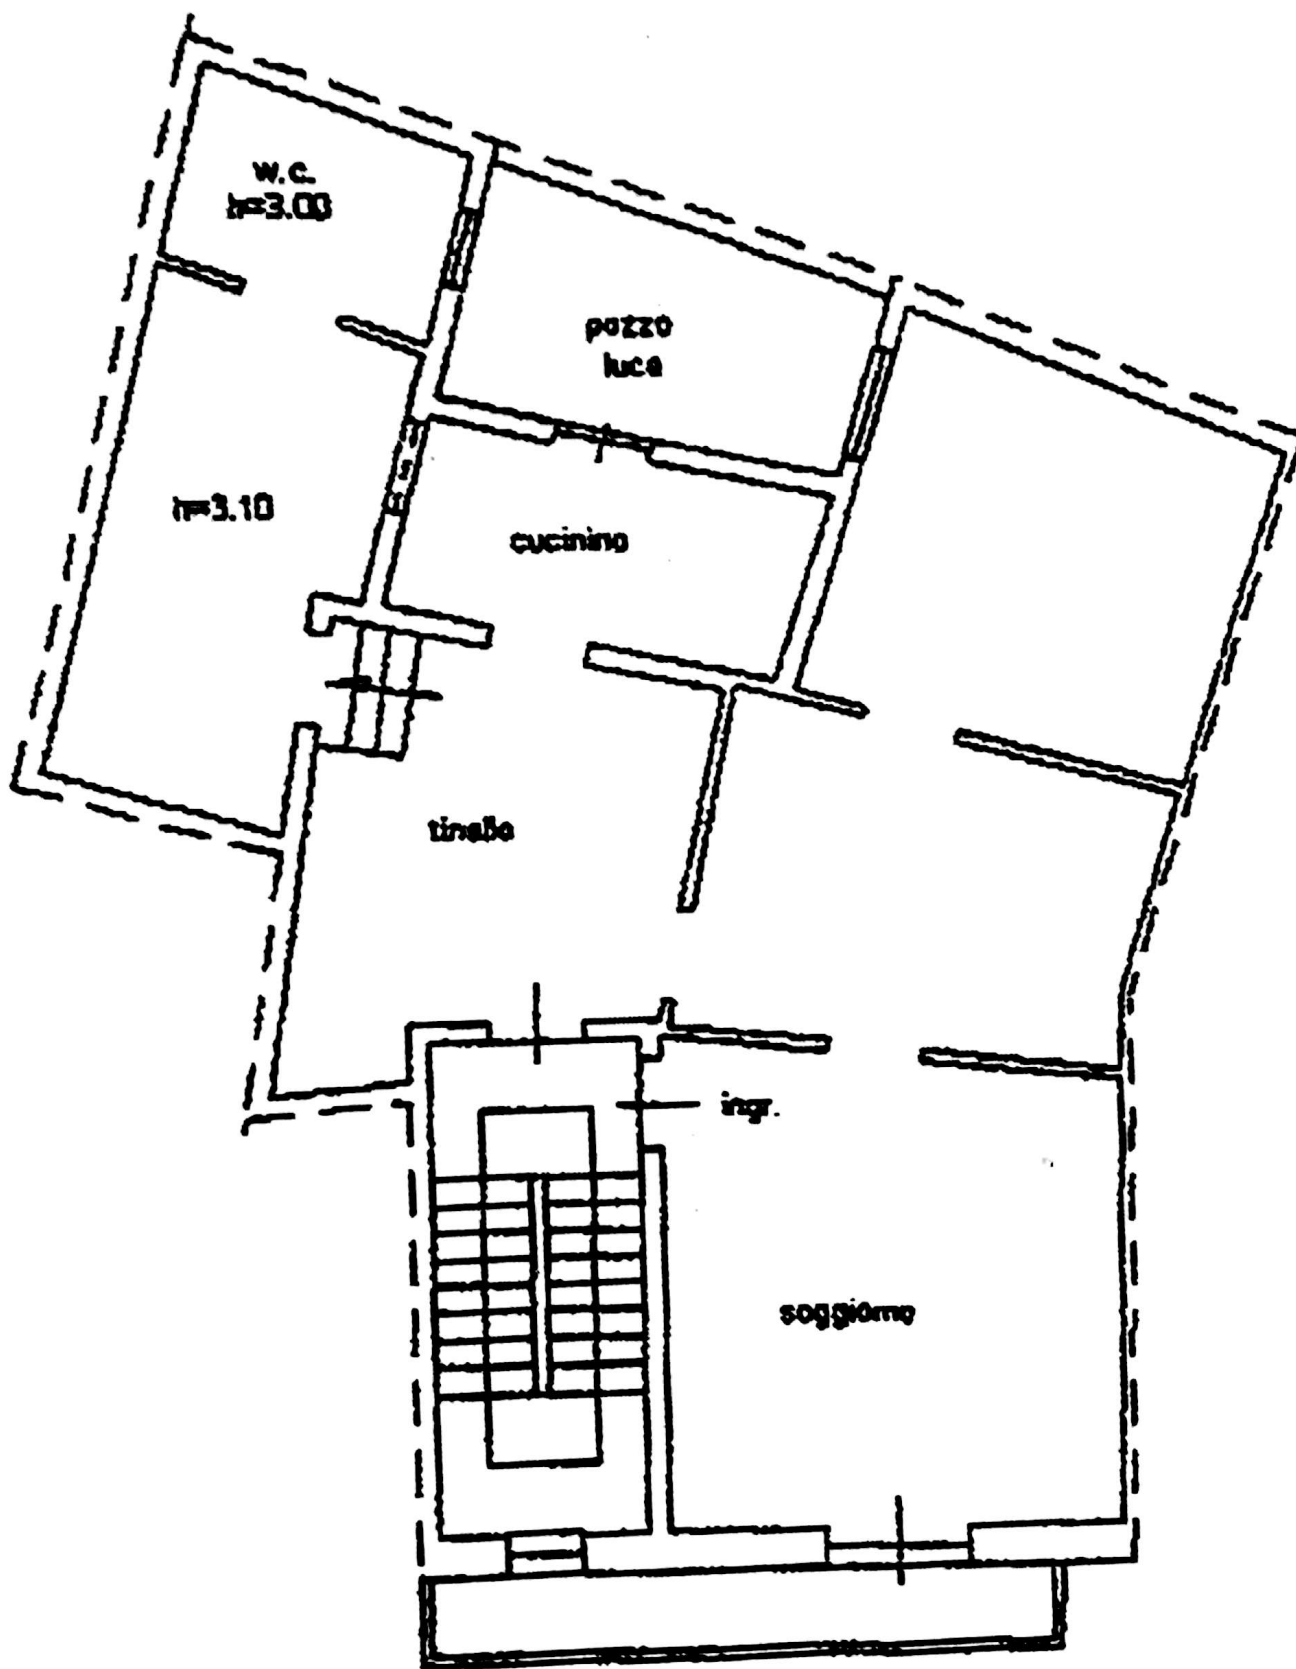 w.c.
h=3.00
pozzo
luce
h=3.10
cucinino
tinello
ingr.
soggiorno